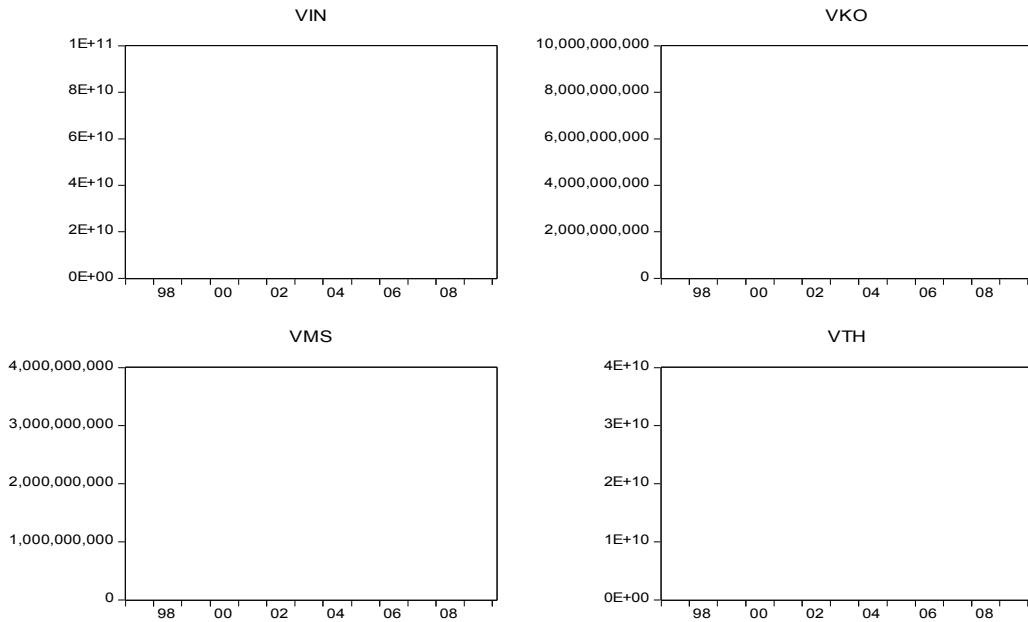 VIN
1E+11
8E+10
6E+10
4E+10
2E+10
0E+00
98 00 02 04 06 08
VKO
10,000,000,000
8,000,000,000
6,000,000,000
4,000,000,000
2,000,000,000
0
98 00 02 04 06 08
VMS
4,000,000,000
3,000,000,000
2,000,000,000
1,000,000,000
0
98 00 02 04 06 08
VTH
4E+10
3E+10
2E+10
1E+10
0E+00
98 00 02 04 06 08